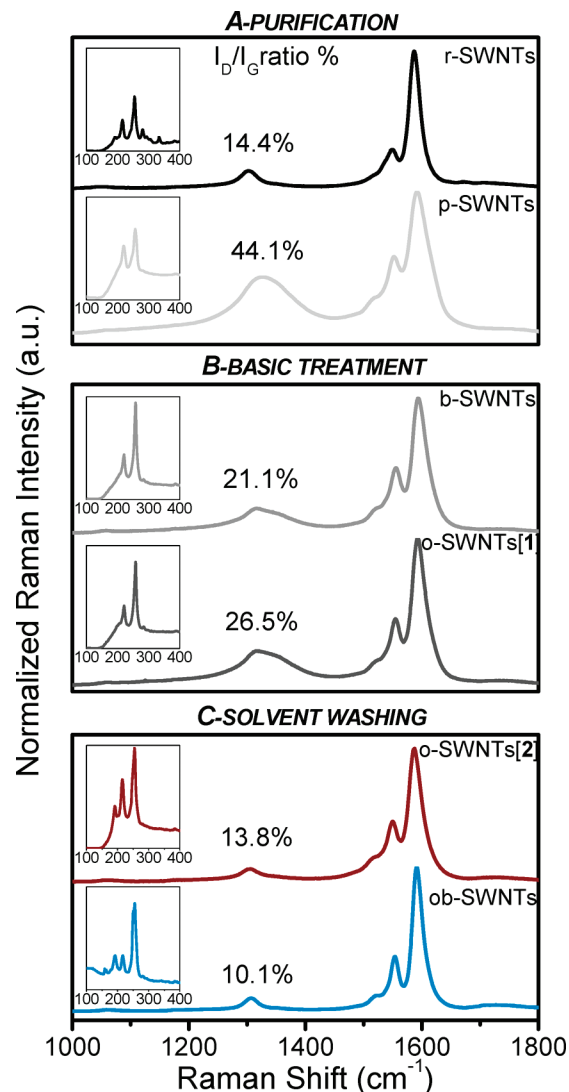 A-PURIFICATION
I_D/I_G ratio %
r-SWNTs
14.4%
100 200 300 400
p-SWNTs
44.1%
100 200 300 400
B-BASIC TREATMENT
b-SWNTs
21.1%
100 200 300 400
o-SWNTs[1]
26.5%
100 200 300 400
C-SOLVENT WASHING
o-SWNTs[2]
13.8%
100 200 300 400
ob-SWNTs
10.1%
100 200 300 400
1000 1200 1400 1600 1800
Raman Shift (cm⁻¹)
Normalized Raman Intensity (a.u.)